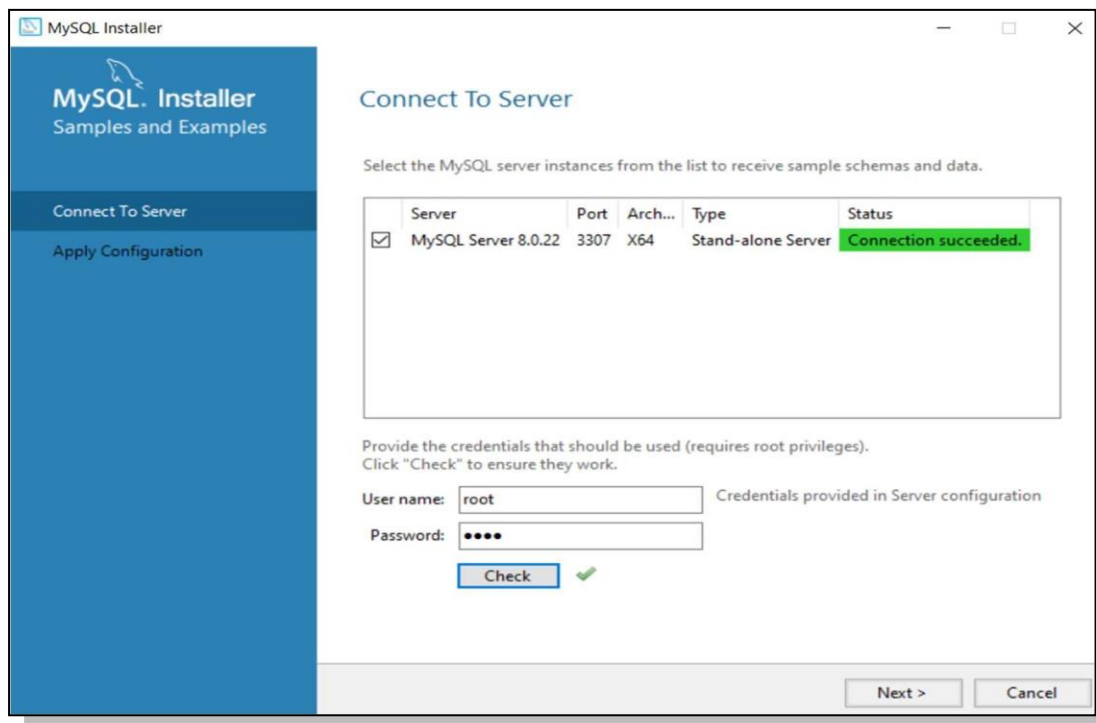 MySQL Installer
MySQL. Installer
Samples and Examples
Connect To Server
Apply Configuration
Connect To Server
Select the MySQL server instances from the list to receive sample schemas and data.
Server Port Arch... Type Status
MySQL Server 8.0.22 3307 X64 Stand-alone Server Connection succeeded.
Provide the credentials that should be used (requires root privileges).
Click "Check" to ensure they work.
User name: root Credentials provided in Server configuration
Password: ●●●●
Check
Next > Cancel